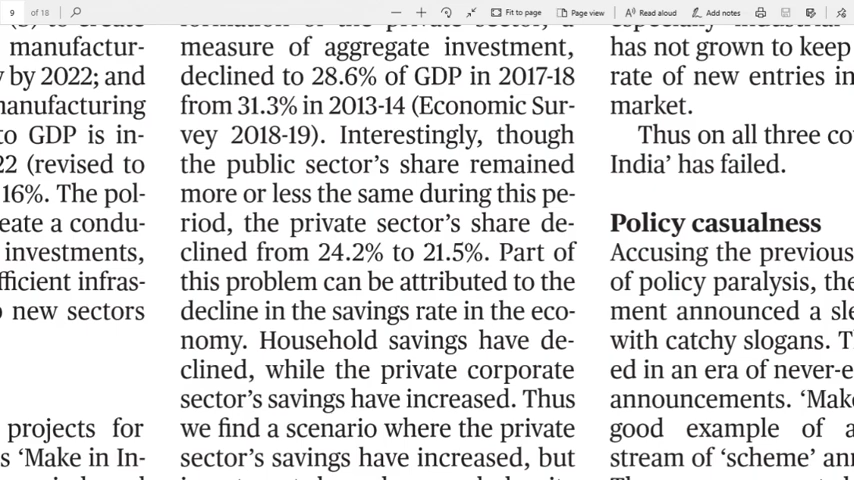 9 of 18
Fit to page
Page view
Read aloud
Add notes
manufactur-
by 2022; and
manufacturing
to GDP is in-
22 (revised to
16%. The pol-
eate a condu-
investments,
fficient infras-
new sectors
projects for
s ‘Make in In-
measure of aggregate investment,
declined to 28.6% of GDP in 2017-18
from 31.3% in 2013-14 (Economic Sur-
vey 2018-19). Interestingly, though
the public sector’s share remained
more or less the same during this pe-
riod, the private sector’s share de-
clined from 24.2% to 21.5%. Part of
this problem can be attributed to the
decline in the savings rate in the eco-
nomy. Household savings have de-
clined, while the private corporate
sector’s savings have increased. Thus
we find a scenario where the private
sector’s savings have increased, but
has not grown to keep
rate of new entries in
market.
Thus on all three co
India’ has failed.
Policy casualness
Accusing the previous
of policy paralysis, the
ment announced a sle
with catchy slogans. T
ed in an era of never-e
announcements. ‘Make
good example of a
stream of ‘scheme’ ann